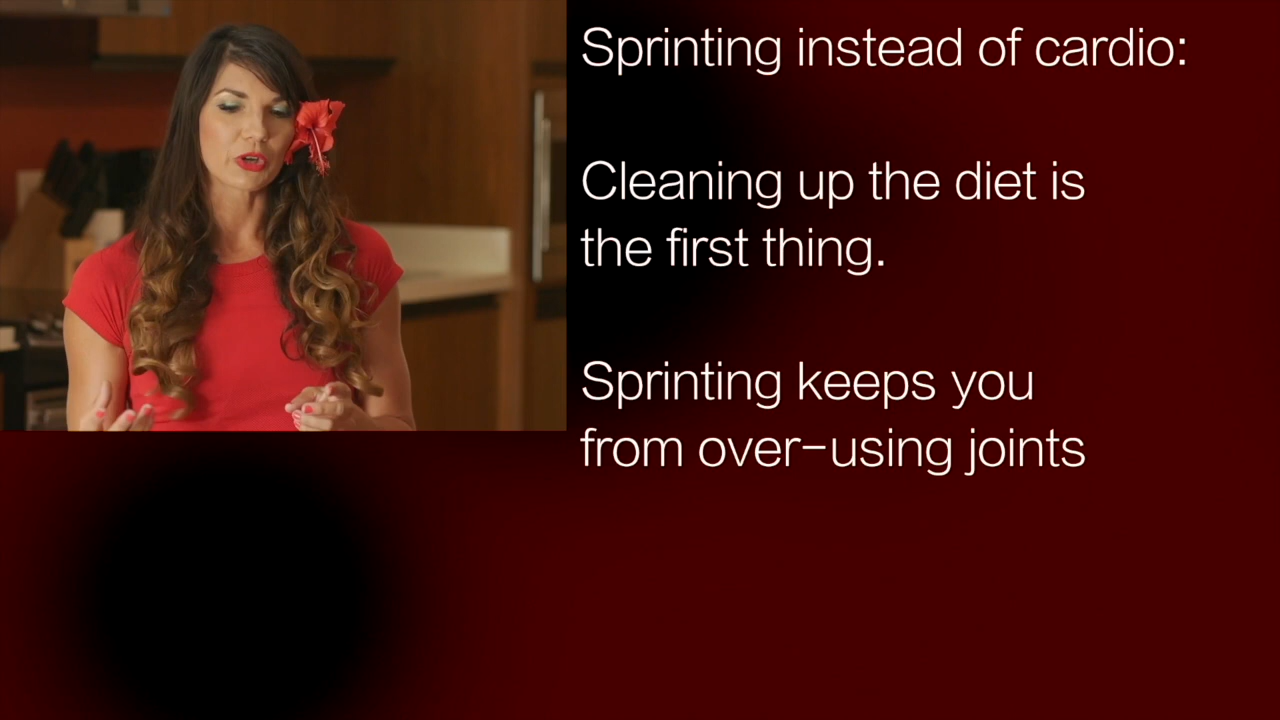 Sprinting instead of cardio:
Cleaning up the diet is
the first thing.
Sprinting keeps you
from over-using joints